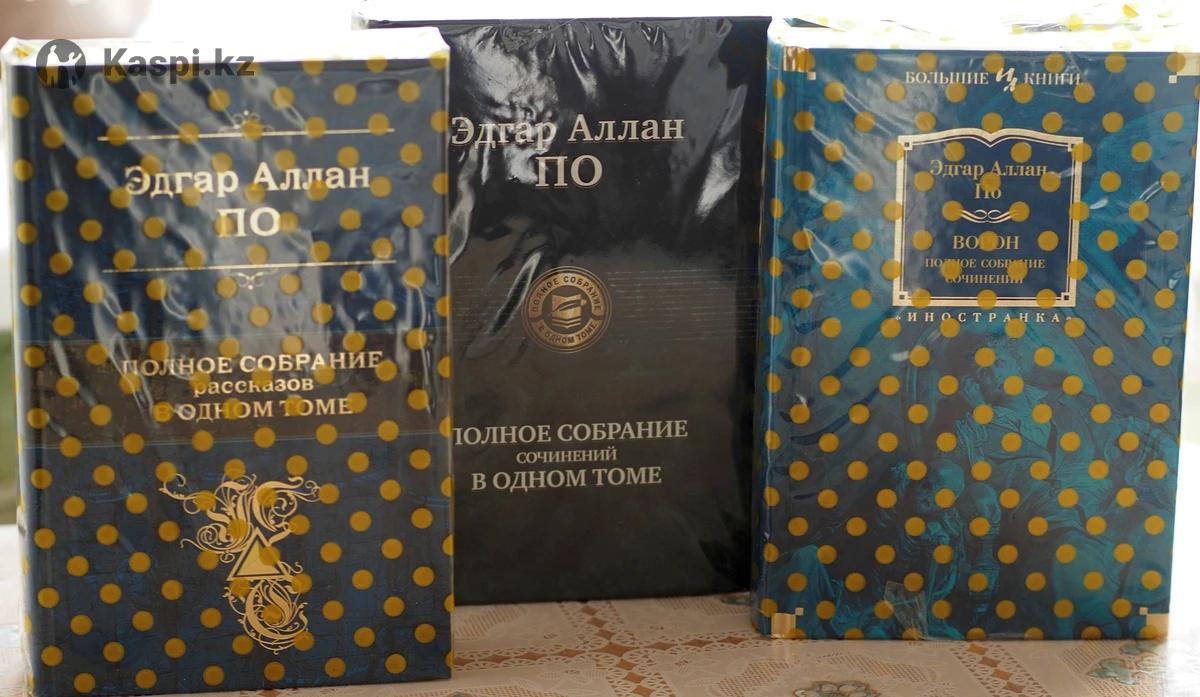 Kaspi.kz
Эдгар Аллан
ПО
ПОЛНОЕ СОБРАНИЕ
рассказов
В ОДНОМ ТОМЕ
Эдгар Аллан
ПО
ПОЛНОЕ СОБРАНИЕ
В ОДНОМ ТОМЕ
ПОЛНОЕ СОБРАНИЕ
СОЧИНЕНИЙ
В ОДНОМ ТОМЕ
БОЛЬШИЕ ИЛ КНИГИ
Эдгар Аллан
По
ВОРОН
ПОЛНОЕ СОБРАНИЕ
СОЧИНЕНИЙ
«ИНОСТРАНКА»